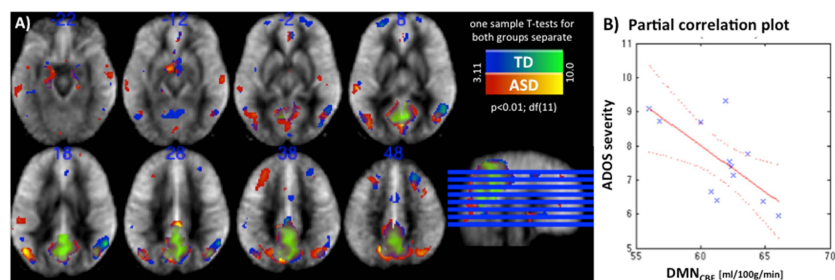 A)
-22
-12
-2
8
one sample T-tests for
both groups separate
3.11
TD
ASD
10.0
p<0.01; df(11)
18
28
38
48
B) Partial correlation plot
ADOS severity
11
10
9
8
7
6
5
55
60
65
70
DMN CBF [ml/100g/min]